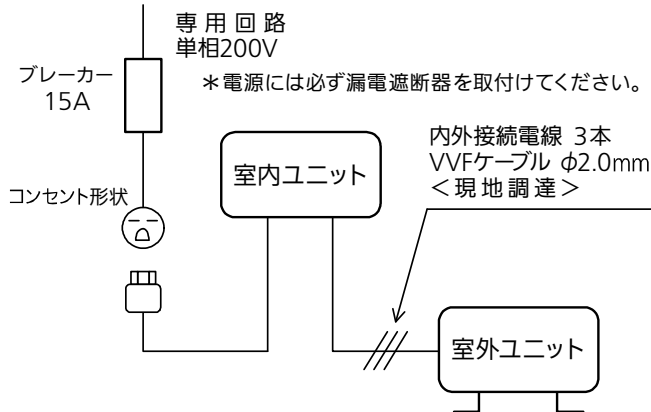 専用回路
単相200V
ブレーカー
15A
＊電源には必ず漏電遮断器を取付けてください。
内外接続電線 3本
VVFケーブル φ2.0mm
＜現地調達＞
室内ユニット
コンセント形状
室外ユニット